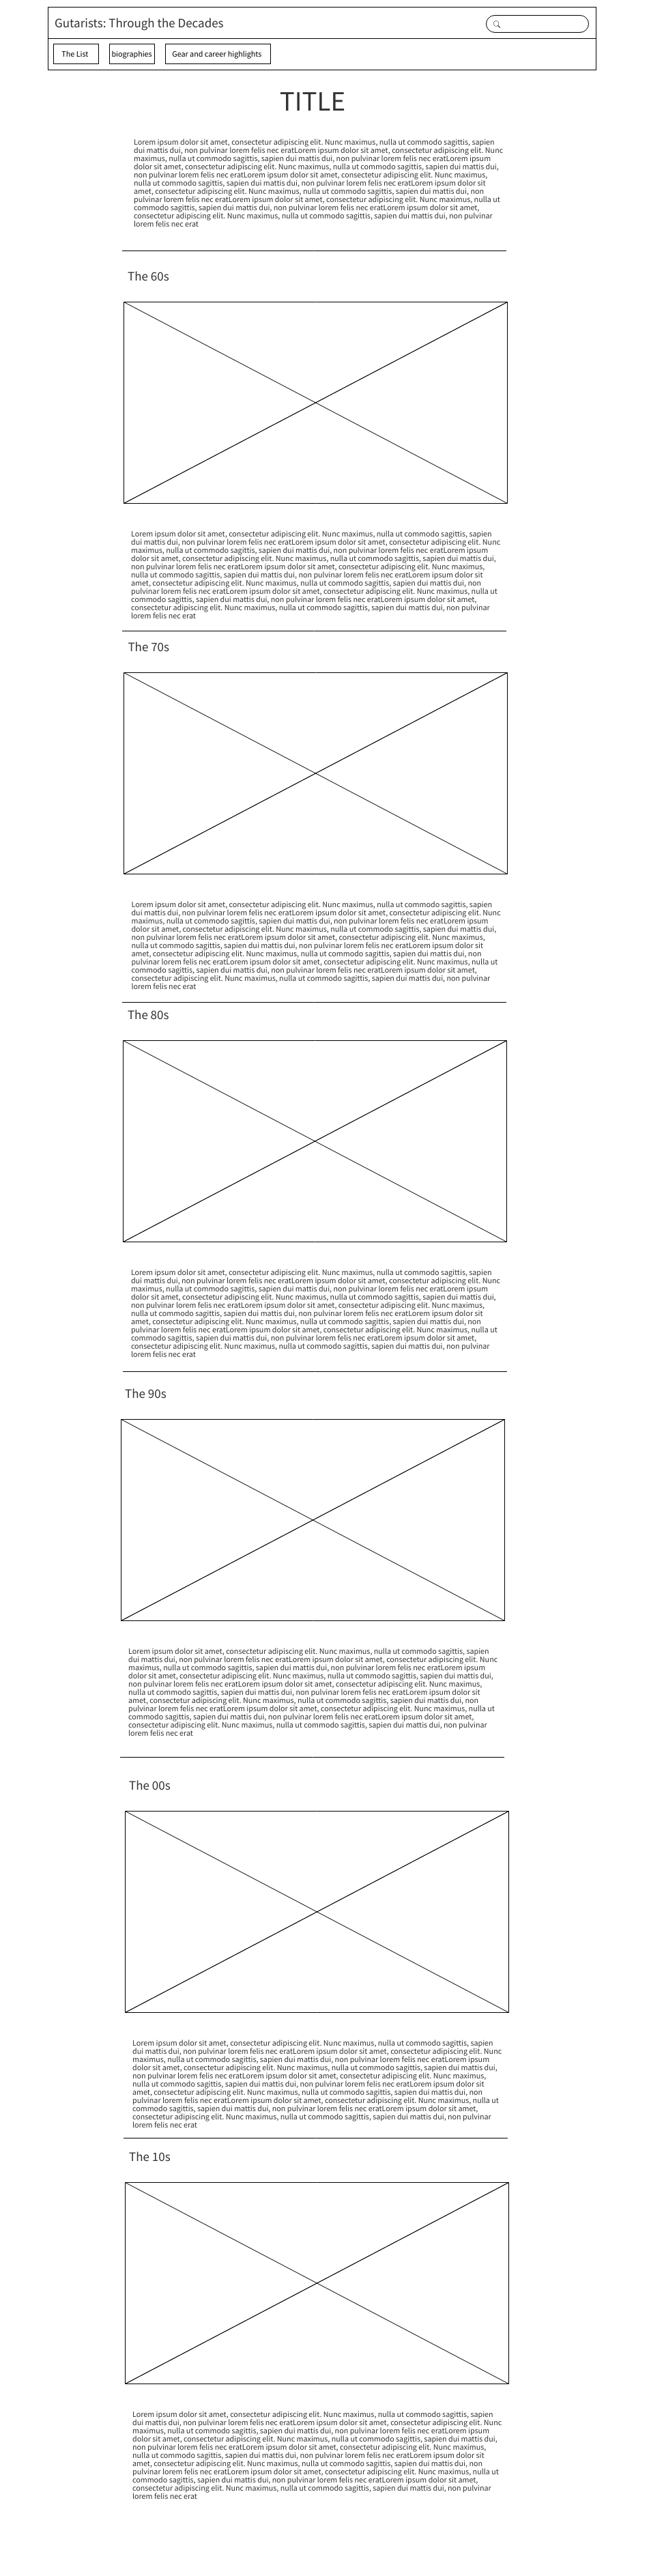 Gutarists: Through the Decades
The List
biographies
Gear and career highlights
TITLE
Lorem ipsum dolor sit amet, consectetur adipiscing elit. Nunc maximus, nulla ut commodo sagittis, sapien
dui mattis dui, non pulvinar lorem felis nec eratLorem ipsum dolor sit amet, consectetur adipiscing elit. Nunc
maximus, nulla ut commodo sagittis, sapien dui mattis dui, non pulvinar lorem felis nec eratLorem ipsum
dolor sit amet, consectetur adipiscing elit. Nunc maximus, nulla ut commodo sagittis, sapien dui mattis dui,
non pulvinar lorem felis nec eratLorem ipsum dolor sit amet, consectetur adipiscing elit. Nunc maximus,
nulla ut commodo sagittis, sapien dui mattis dui, non pulvinar lorem felis nec eratLorem ipsum dolor sit
amet, consectetur adipiscing elit. Nunc maximus, nulla ut commodo sagittis, sapien dui mattis dui, non
pulvinar lorem felis nec eratLorem ipsum dolor sit amet, consectetur adipiscing elit. Nunc maximus, nulla ut
commodo sagittis, sapien dui mattis dui, non pulvinar lorem felis nec eratLorem ipsum dolor sit amet,
consectetur adipiscing elit. Nunc maximus, nulla ut commodo sagittis, sapien dui mattis dui, non pulvinar
lorem felis nec erat
The 60s
Lorem ipsum dolor sit amet, consectetur adipiscing elit. Nunc maximus, nulla ut commodo sagittis, sapien
dui mattis dui, non pulvinar lorem felis nec eratLorem ipsum dolor sit amet, consectetur adipiscing elit. Nunc
maximus, nulla ut commodo sagittis, sapien dui mattis dui, non pulvinar lorem felis nec eratLorem ipsum
dolor sit amet, consectetur adipiscing elit. Nunc maximus, nulla ut commodo sagittis, sapien dui mattis dui,
non pulvinar lorem felis nec eratLorem ipsum dolor sit amet, consectetur adipiscing elit. Nunc maximus,
nulla ut commodo sagittis, sapien dui mattis dui, non pulvinar lorem felis nec eratLorem ipsum dolor sit
amet, consectetur adipiscing elit. Nunc maximus, nulla ut commodo sagittis, sapien dui mattis dui, non
pulvinar lorem felis nec eratLorem ipsum dolor sit amet, consectetur adipiscing elit. Nunc maximus, nulla ut
commodo sagittis, sapien dui mattis dui, non pulvinar lorem felis nec eratLorem ipsum dolor sit amet,
consectetur adipiscing elit. Nunc maximus, nulla ut commodo sagittis, sapien dui mattis dui, non pulvinar
lorem felis nec erat
The 70s
Lorem ipsum dolor sit amet, consectetur adipiscing elit. Nunc maximus, nulla ut commodo sagittis, sapien
dui mattis dui, non pulvinar lorem felis nec eratLorem ipsum dolor sit amet, consectetur adipiscing elit. Nunc
maximus, nulla ut commodo sagittis, sapien dui mattis dui, non pulvinar lorem felis nec eratLorem ipsum
dolor sit amet, consectetur adipiscing elit. Nunc maximus, nulla ut commodo sagittis, sapien dui mattis dui,
non pulvinar lorem felis nec eratLorem ipsum dolor sit amet, consectetur adipiscing elit. Nunc maximus,
nulla ut commodo sagittis, sapien dui mattis dui, non pulvinar lorem felis nec eratLorem ipsum dolor sit
amet, consectetur adipiscing elit. Nunc maximus, nulla ut commodo sagittis, sapien dui mattis dui, non
pulvinar lorem felis nec eratLorem ipsum dolor sit amet, consectetur adipiscing elit. Nunc maximus, nulla ut
commodo sagittis, sapien dui mattis dui, non pulvinar lorem felis nec eratLorem ipsum dolor sit amet,
consectetur adipiscing elit. Nunc maximus, nulla ut commodo sagittis, sapien dui mattis dui, non pulvinar
lorem felis nec erat
The 80s
Lorem ipsum dolor sit amet, consectetur adipiscing elit. Nunc maximus, nulla ut commodo sagittis, sapien
dui mattis dui, non pulvinar lorem felis nec eratLorem ipsum dolor sit amet, consectetur adipiscing elit. Nunc
maximus, nulla ut commodo sagittis, sapien dui mattis dui, non pulvinar lorem felis nec eratLorem ipsum
dolor sit amet, consectetur adipiscing elit. Nunc maximus, nulla ut commodo sagittis, sapien dui mattis dui,
non pulvinar lorem felis nec eratLorem ipsum dolor sit amet, consectetur adipiscing elit. Nunc maximus,
nulla ut commodo sagittis, sapien dui mattis dui, non pulvinar lorem felis nec eratLorem ipsum dolor sit
amet, consectetur adipiscing elit. Nunc maximus, nulla ut commodo sagittis, sapien dui mattis dui, non
pulvinar lorem felis nec eratLorem ipsum dolor sit amet, consectetur adipiscing elit. Nunc maximus, nulla ut
commodo sagittis, sapien dui mattis dui, non pulvinar lorem felis nec eratLorem ipsum dolor sit amet,
consectetur adipiscing elit. Nunc maximus, nulla ut commodo sagittis, sapien dui mattis dui, non pulvinar
lorem felis nec erat
The 90s
Lorem ipsum dolor sit amet, consectetur adipiscing elit. Nunc maximus, nulla ut commodo sagittis, sapien
dui mattis dui, non pulvinar lorem felis nec eratLorem ipsum dolor sit amet, consectetur adipiscing elit. Nunc
maximus, nulla ut commodo sagittis, sapien dui mattis dui, non pulvinar lorem felis nec eratLorem ipsum
dolor sit amet, consectetur adipiscing elit. Nunc maximus, nulla ut commodo sagittis, sapien dui mattis dui,
non pulvinar lorem felis nec eratLorem ipsum dolor sit amet, consectetur adipiscing elit. Nunc maximus,
nulla ut commodo sagittis, sapien dui mattis dui, non pulvinar lorem felis nec eratLorem ipsum dolor sit
amet, consectetur adipiscing elit. Nunc maximus, nulla ut commodo sagittis, sapien dui mattis dui, non
pulvinar lorem felis nec eratLorem ipsum dolor sit amet, consectetur adipiscing elit. Nunc maximus, nulla ut
commodo sagittis, sapien dui mattis dui, non pulvinar lorem felis nec eratLorem ipsum dolor sit amet,
consectetur adipiscing elit. Nunc maximus, nulla ut commodo sagittis, sapien dui mattis dui, non pulvinar
lorem felis nec erat
The 00s
Lorem ipsum dolor sit amet, consectetur adipiscing elit. Nunc maximus, nulla ut commodo sagittis, sapien
dui mattis dui, non pulvinar lorem felis nec eratLorem ipsum dolor sit amet, consectetur adipiscing elit. Nunc
maximus, nulla ut commodo sagittis, sapien dui mattis dui, non pulvinar lorem felis nec eratLorem ipsum
dolor sit amet, consectetur adipiscing elit. Nunc maximus, nulla ut commodo sagittis, sapien dui mattis dui,
non pulvinar lorem felis nec eratLorem ipsum dolor sit amet, consectetur adipiscing elit. Nunc maximus,
nulla ut commodo sagittis, sapien dui mattis dui, non pulvinar lorem felis nec eratLorem ipsum dolor sit
amet, consectetur adipiscing elit. Nunc maximus, nulla ut commodo sagittis, sapien dui mattis dui, non
pulvinar lorem felis nec eratLorem ipsum dolor sit amet, consectetur adipiscing elit. Nunc maximus, nulla ut
commodo sagittis, sapien dui mattis dui, non pulvinar lorem felis nec eratLorem ipsum dolor sit amet,
consectetur adipiscing elit. Nunc maximus, nulla ut commodo sagittis, sapien dui mattis dui, non pulvinar
lorem felis nec erat
The 10s
Lorem ipsum dolor sit amet, consectetur adipiscing elit. Nunc maximus, nulla ut commodo sagittis, sapien
dui mattis dui, non pulvinar lorem felis nec eratLorem ipsum dolor sit amet, consectetur adipiscing elit. Nunc
maximus, nulla ut commodo sagittis, sapien dui mattis dui, non pulvinar lorem felis nec eratLorem ipsum
dolor sit amet, consectetur adipiscing elit. Nunc maximus, nulla ut commodo sagittis, sapien dui mattis dui,
non pulvinar lorem felis nec eratLorem ipsum dolor sit amet, consectetur adipiscing elit. Nunc maximus,
nulla ut commodo sagittis, sapien dui mattis dui, non pulvinar lorem felis nec eratLorem ipsum dolor sit
amet, consectetur adipiscing elit. Nunc maximus, nulla ut commodo sagittis, sapien dui mattis dui, non
pulvinar lorem felis nec eratLorem ipsum dolor sit amet, consectetur adipiscing elit. Nunc maximus, nulla ut
commodo sagittis, sapien dui mattis dui, non pulvinar lorem felis nec eratLorem ipsum dolor sit amet,
consectetur adipiscing elit. Nunc maximus, nulla ut commodo sagittis, sapien dui mattis dui, non pulvinar
lorem felis nec erat